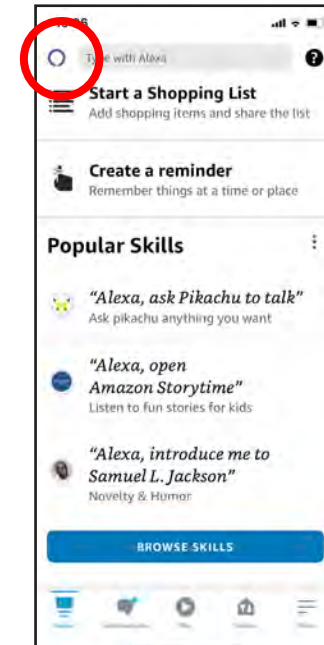 Type with Alexa
Start a Shopping List
Add shopping items and share the list
Create a reminder
Remember things at a time or place
Popular Skills
“Alexa, ask Pikachu to talk”
Ask pikachu anything you want
“Alexa, open
Amazon Storytime”
Listen to fun stories for kids
“Alexa, introduce me to
Samuel L. Jackson”
Novelty & Humor
BROWSE SKILLS